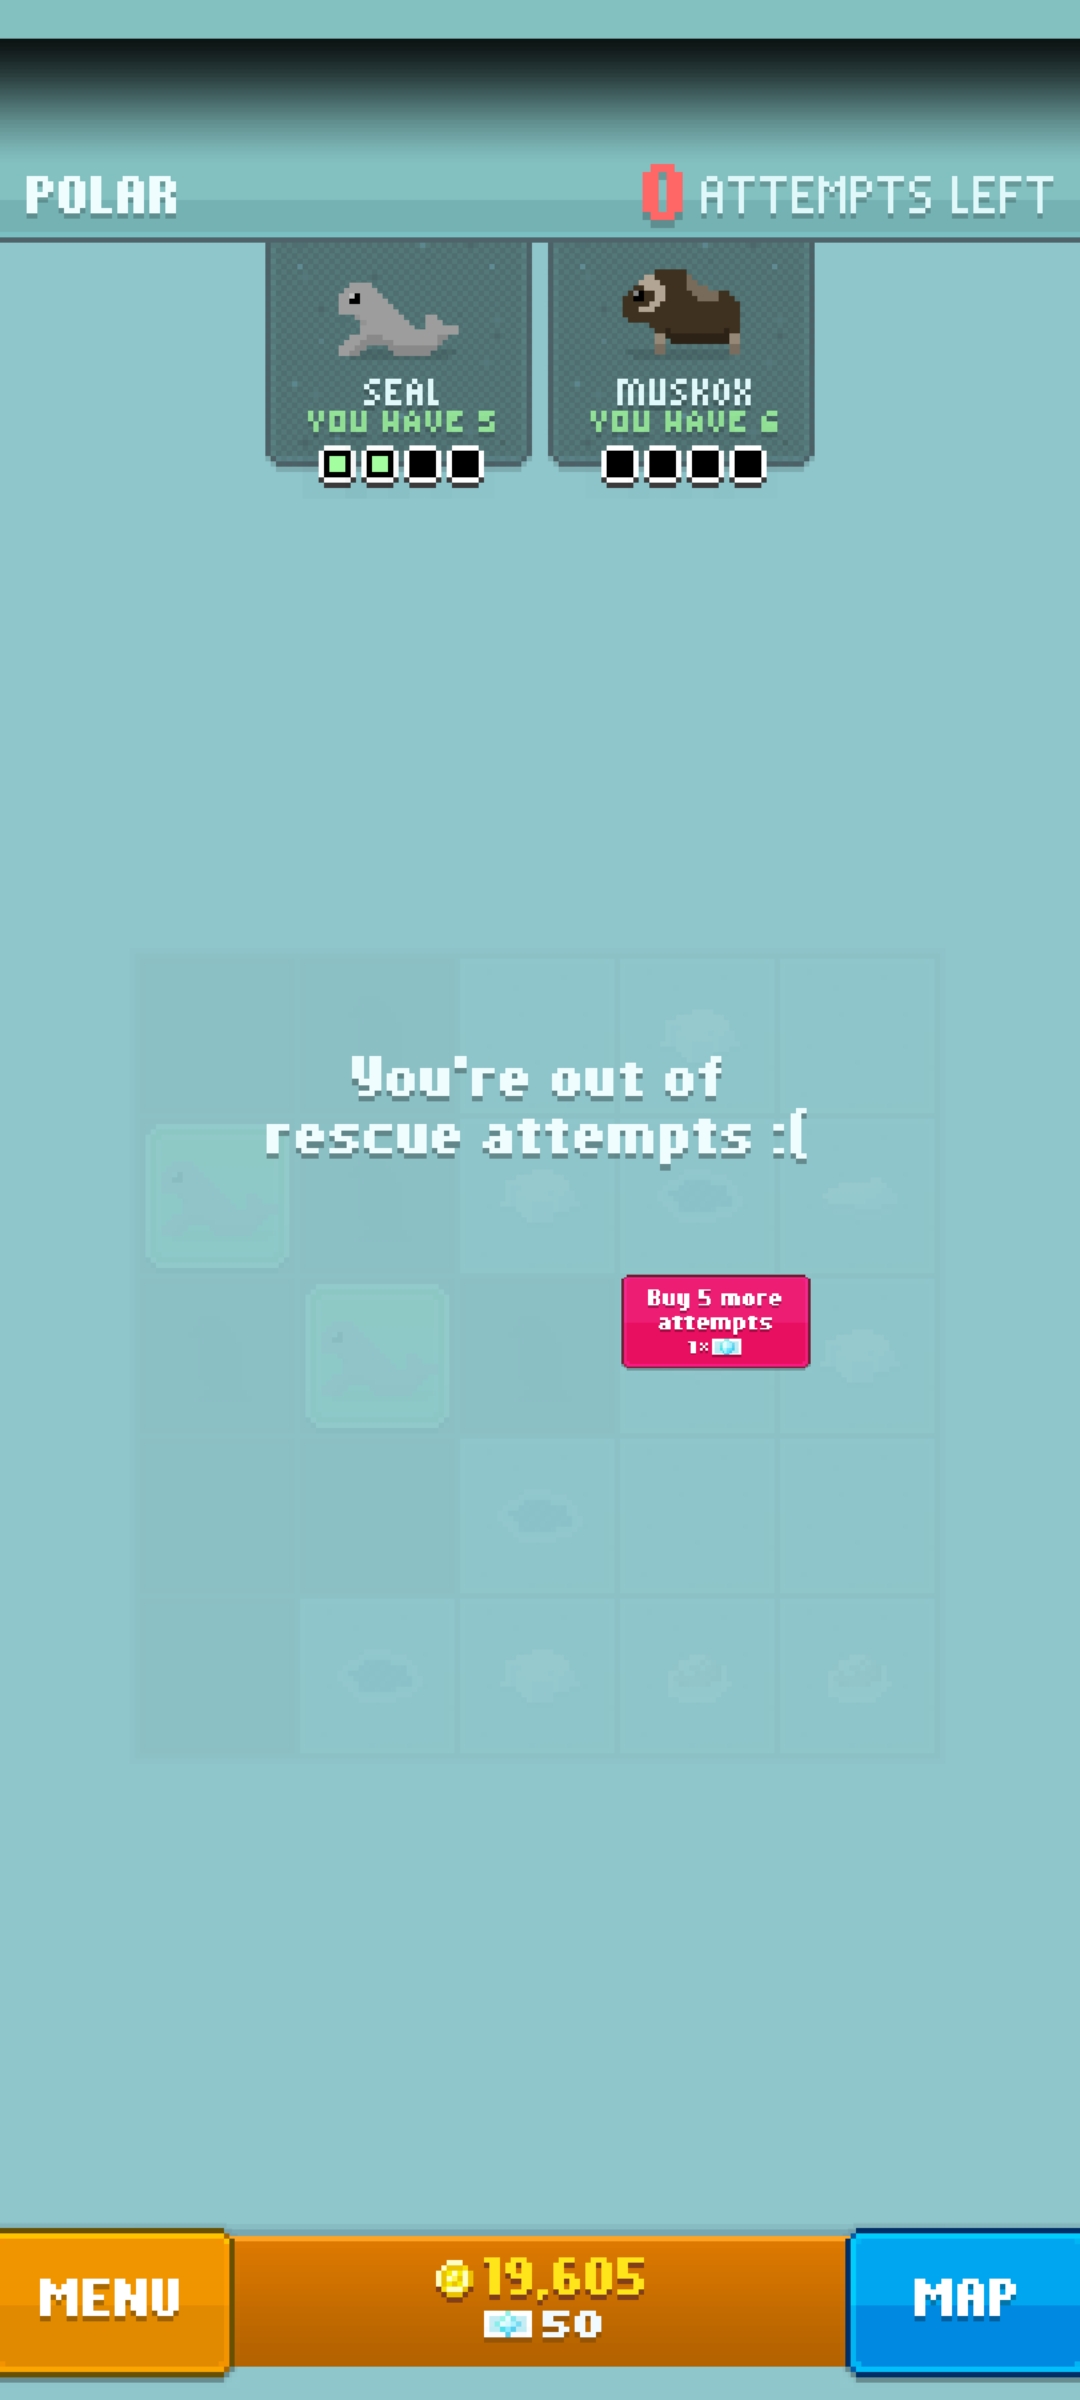 POLAR
0 ATTEMPTS LEFT
SEAL
YOU HAVE 5
MUSKOX
YOU HAVE 6
You're out of
rescue attempts :(
Buy 5 more
attempts
1×
MENU
19,605
50
MAP